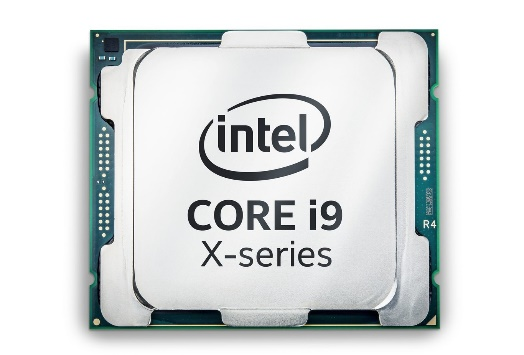 intel
CORE i9
X-series
R4